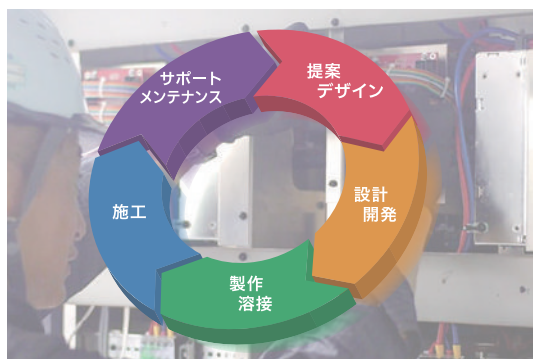 提案
デザイン
設計
開発
製作
溶接
施工
サポート
メンテナンス